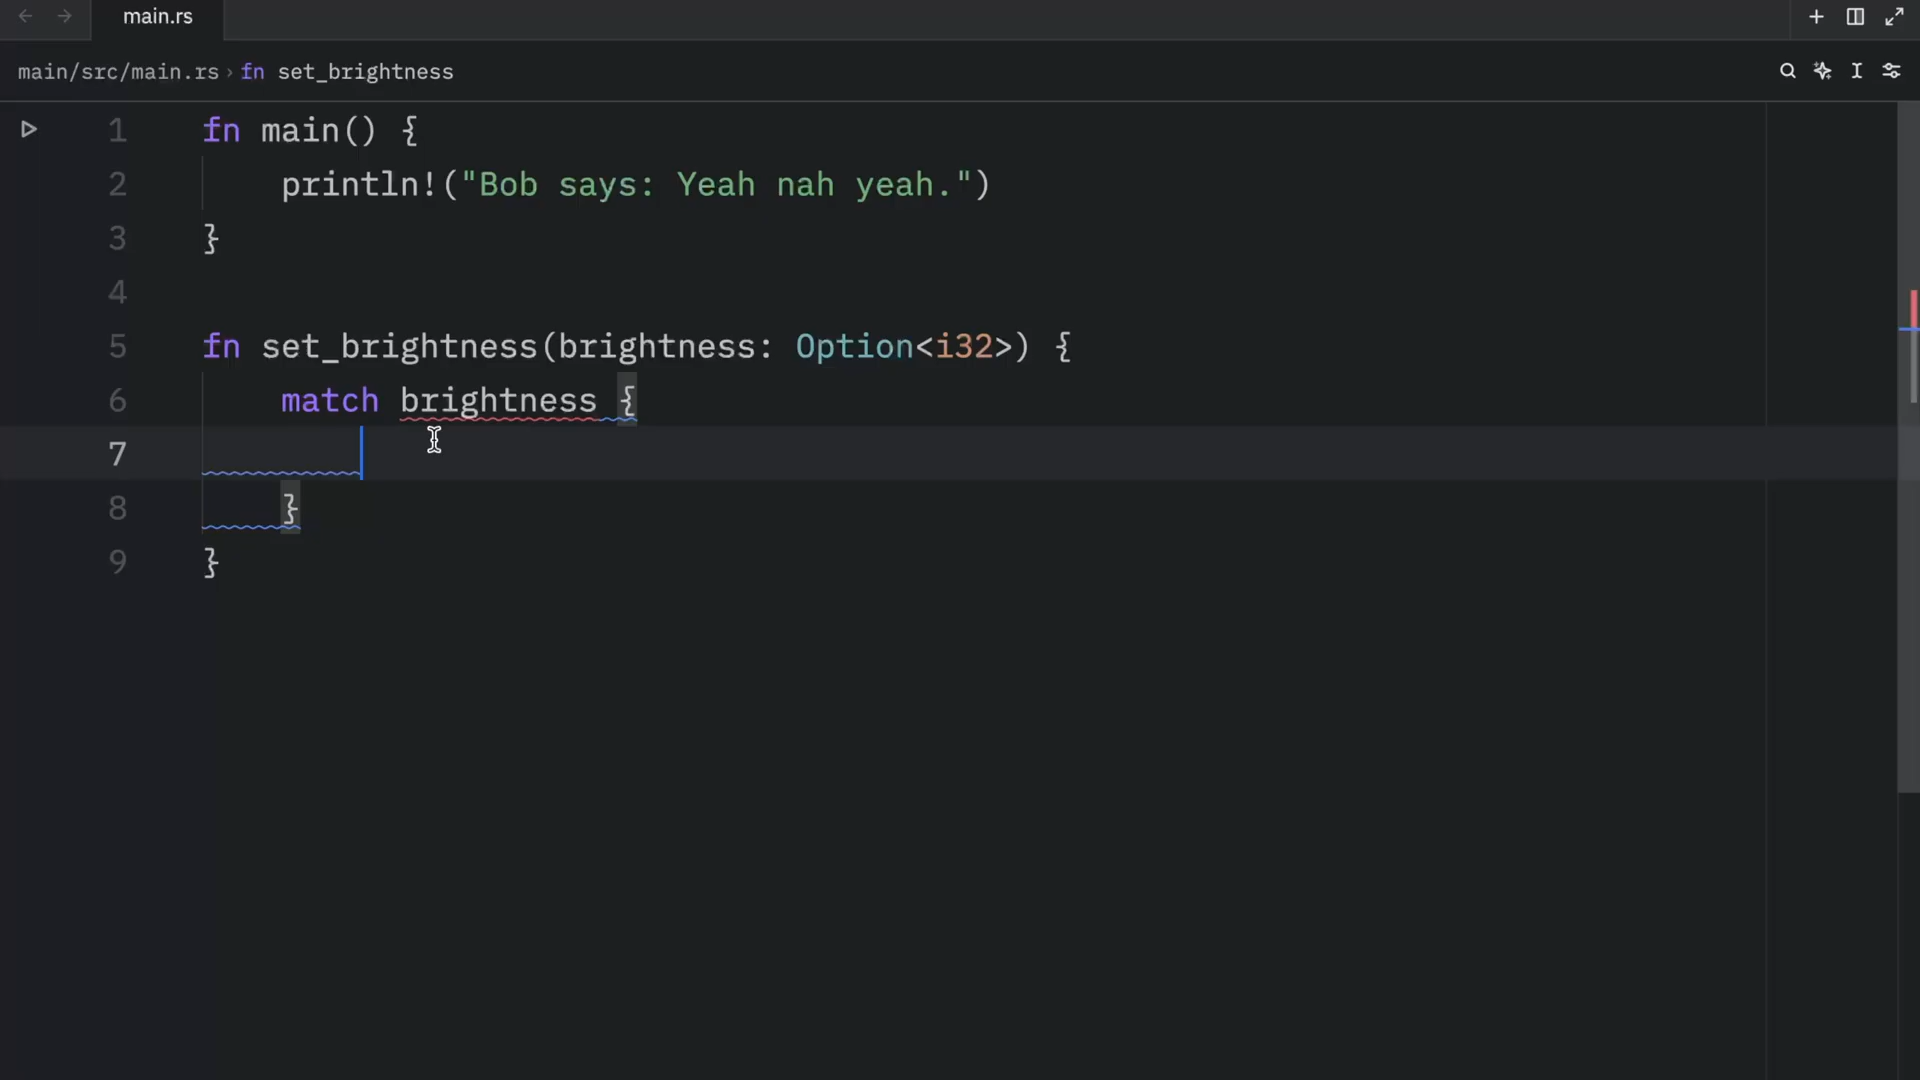 main.rs
main/src/main.rs › fn set_brightness
1 fn main() {
2     println!("Bob says: Yeah nah yeah.")
3 }
4
5 fn set_brightness(brightness: Option<i32>) {
6     match brightness {
7
8     }
9 }